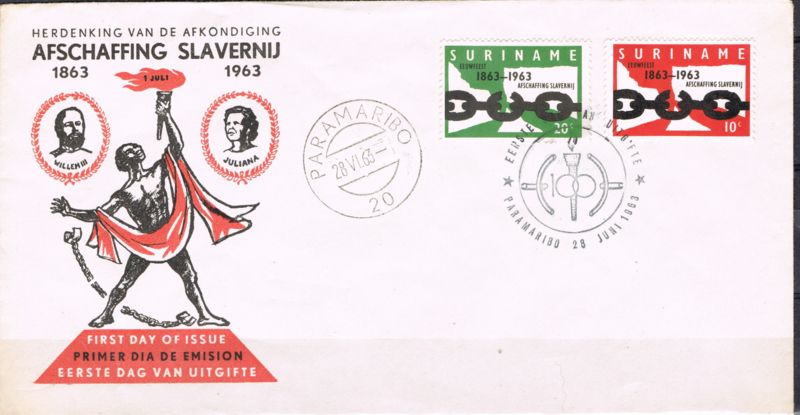 HERDENKING VAN DE AFKONDIGING
AFSCHAFFING SLAVERNIJ
1863 1963
1 JULI
WILLEM III
JULIANA
FIRST DAY OF ISSUE
PRIMER DIA DE EMISION
EERSTE DAG VAN UITGIFTE
PARAMARIBO
28 VI.63
20
SURINAME
EEUWFEEST
1863-1963
AFSCHAFFING SLAVERNIJ
20c
SURINAME
EEUWFEEST
1863-1963
AFSCHAFFING SLAVERNIJ
10c
EERSTE UITGIFTE
100
PARAMARIBO 28 JUNI 1963